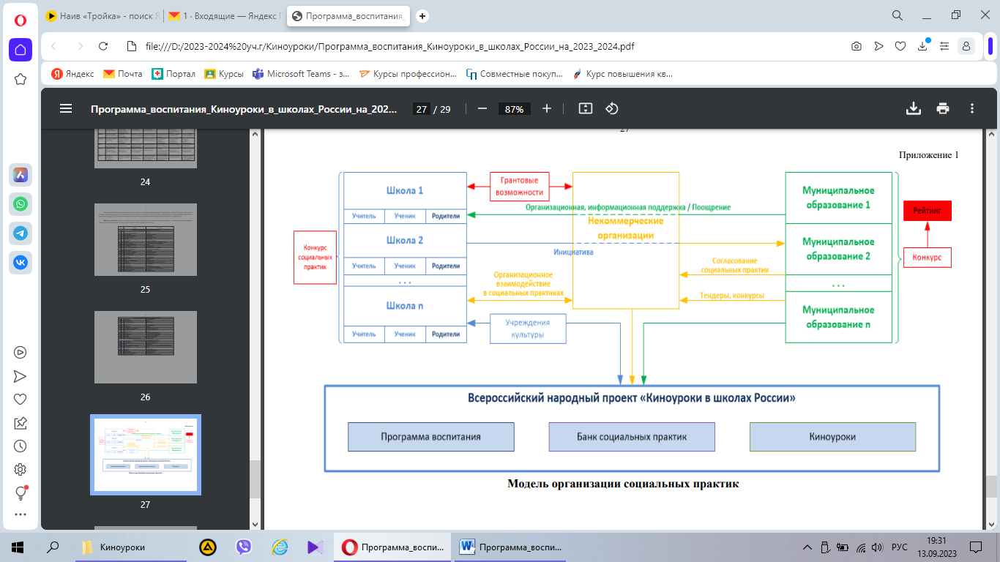 Наив «Тройка» - поиск Я
1 · Входящие — Яндекс П
Программа_воспитания_
file:///D:/2023-2024%20уч.г/Киноуроки/Программа_воспитания_Киноуроки_в_школах_России_на_2023_2024.pdf
Яндекс
Почта
Портал
Курсы
Microsoft Teams - з...
Курсы профессион...
Совместные покуп...
Курс повышения кв...
Программа_воспитания_Киноуроки_в_школах_России_на_202...
27 / 29
87%
24
25
26
27
27
Приложение 1
Конкурс
социальных
практик
Школа 1
Учитель Ученик Родители
Школа 2
Учитель Ученик Родители
. . .
Школа n
Учитель Ученик Родители
Грантовые
возможности
Организационная, информационная поддержка / Поощрение
Некоммерческие
организации
Инициатива
Организационное
взаимодействие
в социальных практиках
Учреждения
культуры
Согласование
социальных практик
Тендеры, конкурсы
Муниципальное
образование 1
Муниципальное
образование 2
. . .
Муниципальное
образование n
Рейтинг
Конкурс
Всероссийский народный проект «Киноуроки в школах России»
Программа воспитания
Банк социальных практик
Киноуроки
Модель организации социальных практик
Киноуроки
Программа_воспи...
Программа_воспи...
РУС
19:31
13.09.2023